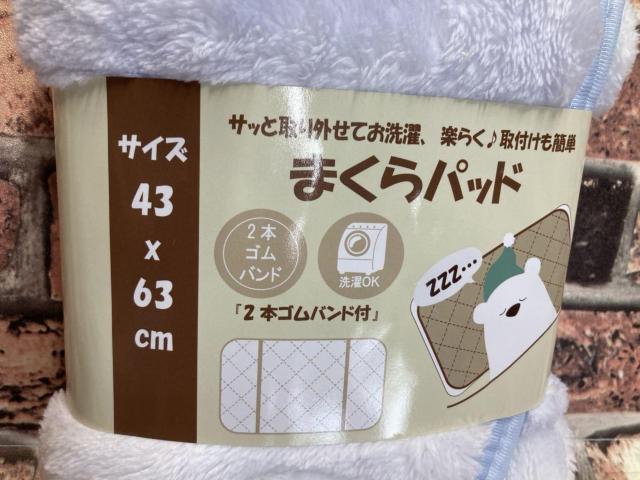 サイズ
43
x
63
cm
サッと取り外せてお洗濯、楽らく♪取付けも簡単
まくらパッド
2本
ゴム
バンド
洗濯OK
「2本ゴムバンド付」
ZZZ...